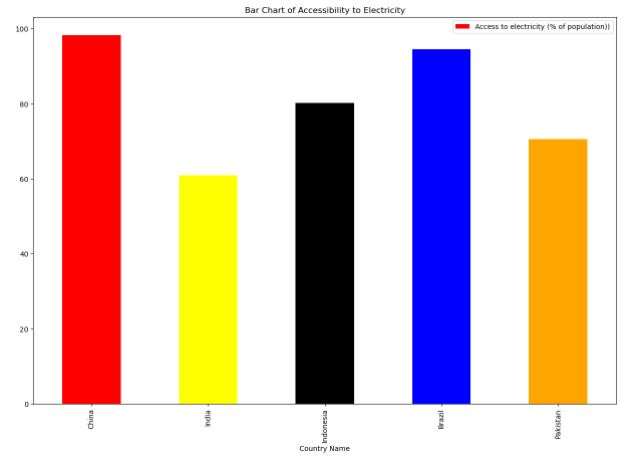 Bar Chart of Accessibility to Electricity
Access to electricity (% of population))
100
80
60
40
20
0
China
India
Indonesia
Brazil
Pakistan
Country Name